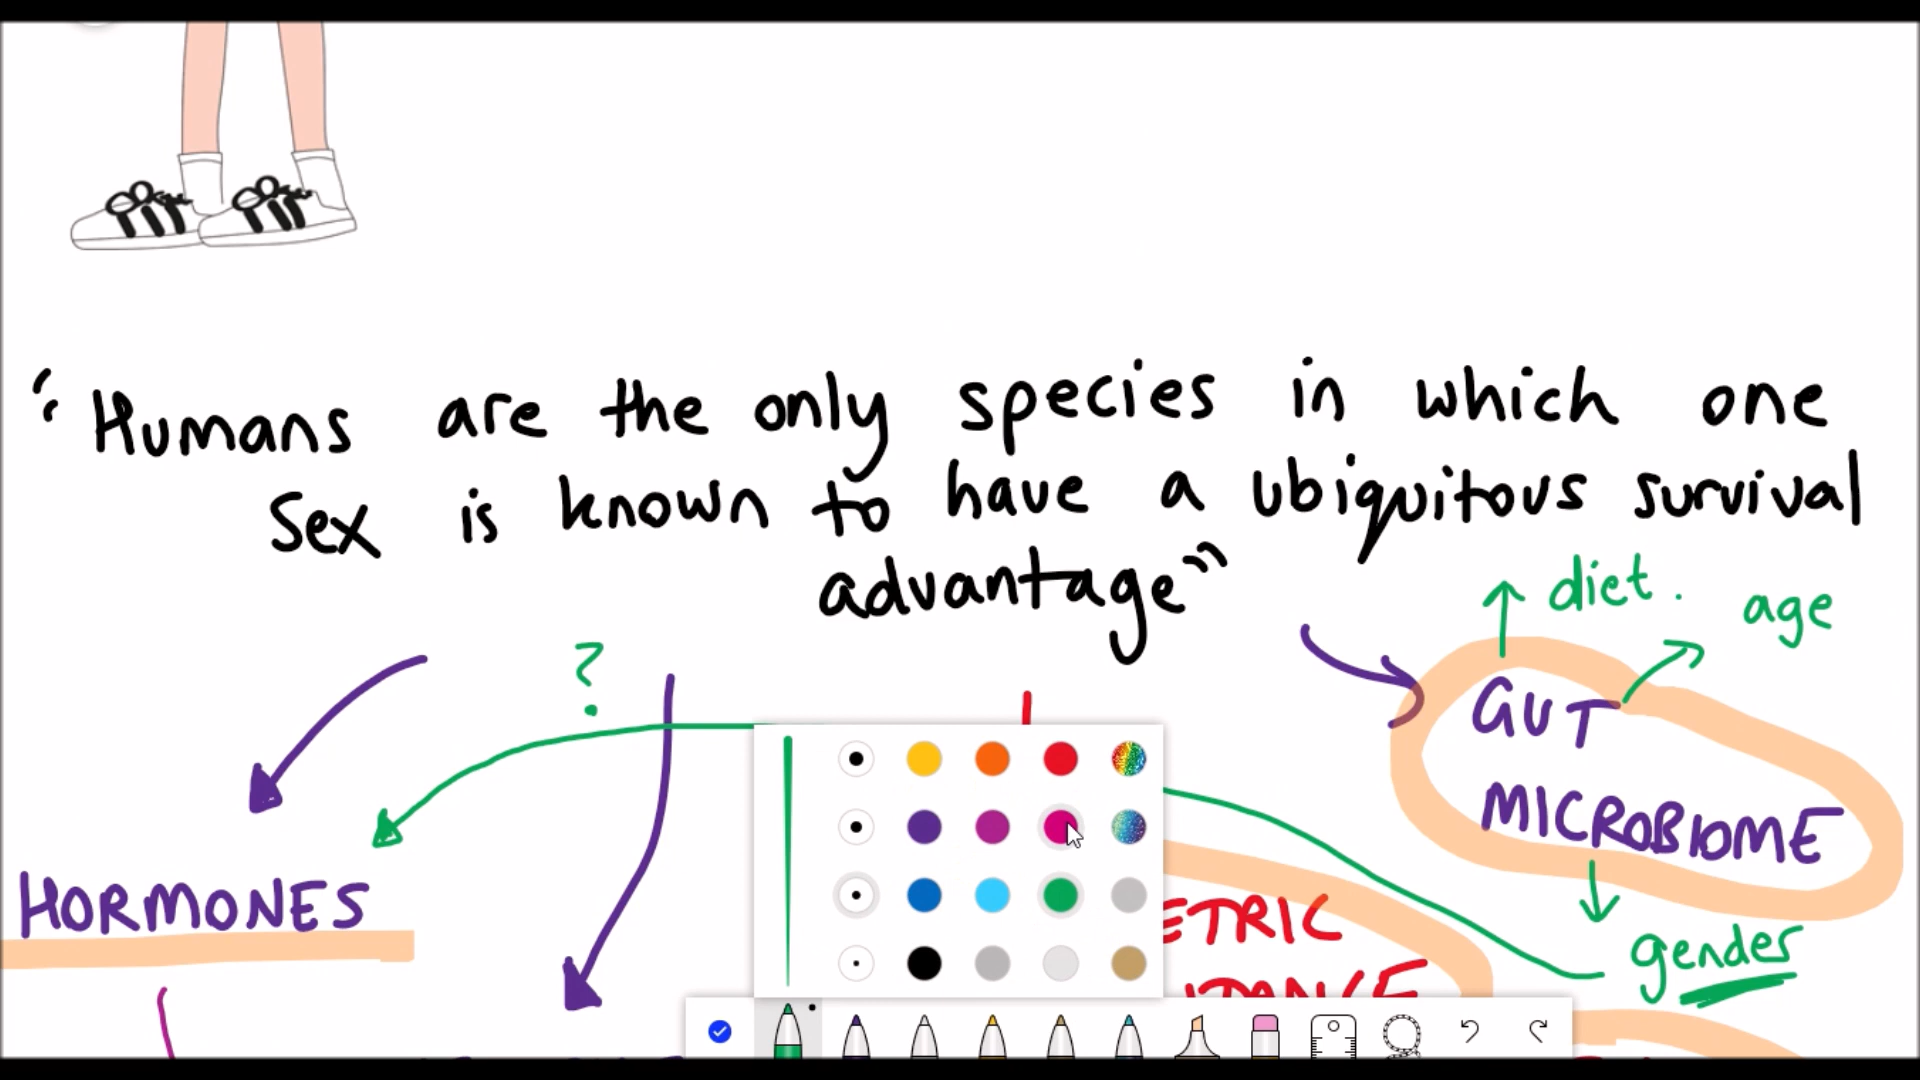 "Humans are the only species in which one
Sex is known to have a ubiquitous survival
advantage"
diet.
age
?
GUT
MICROBIOME
HORMONES
gender